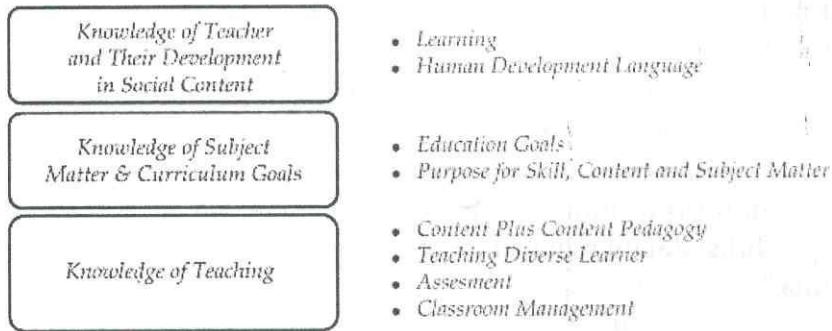 Knowledge of Teacher
and Their Development
in Social Content
• Learning
• Human Development Language
Knowledge of Subject
Matter & Curriculum Goals
• Education Goals
• Purpose for Skill, Content and Subject Matter
Knowledge of Teaching
• Content Plus Content Pedagogy
• Teaching Diverse Learner
• Assesment
• Classroom Management